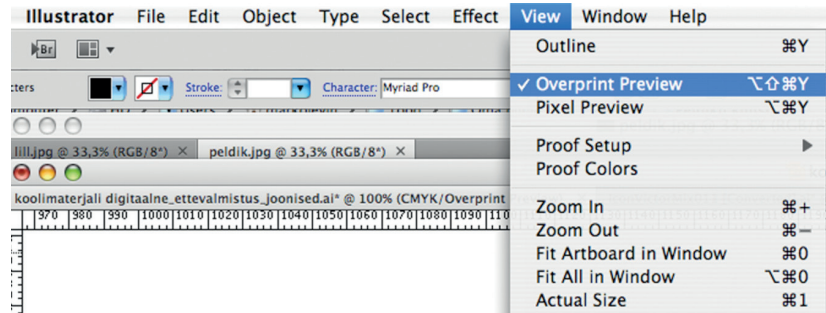 Illustrator File Edit Object Type Select Effect View Window Help
Br
Stroke: Character: Myriad Pro
lill.jpg @ 33,3% (RGB/8*) × peldik.jpg @ 33,3% (RGB/8*) ×
koolimaterjali digitaalne_ettevalmistus_joonised.ai* @ 100% (CMYK/Overprint
970 980 990 1000 1010 1020 1030 1040 1050 1060 1070 1080 1090 110
Outline ⌘Y
✓ Overprint Preview ⌥⇧⌘Y
Pixel Preview ⌥⌘Y
Proof Setup ▶
Proof Colors
Zoom In ⌘+
Zoom Out ⌘−
Fit Artboard in Window ⌘0
Fit All in Window ⌥⌘0
Actual Size ⌘1